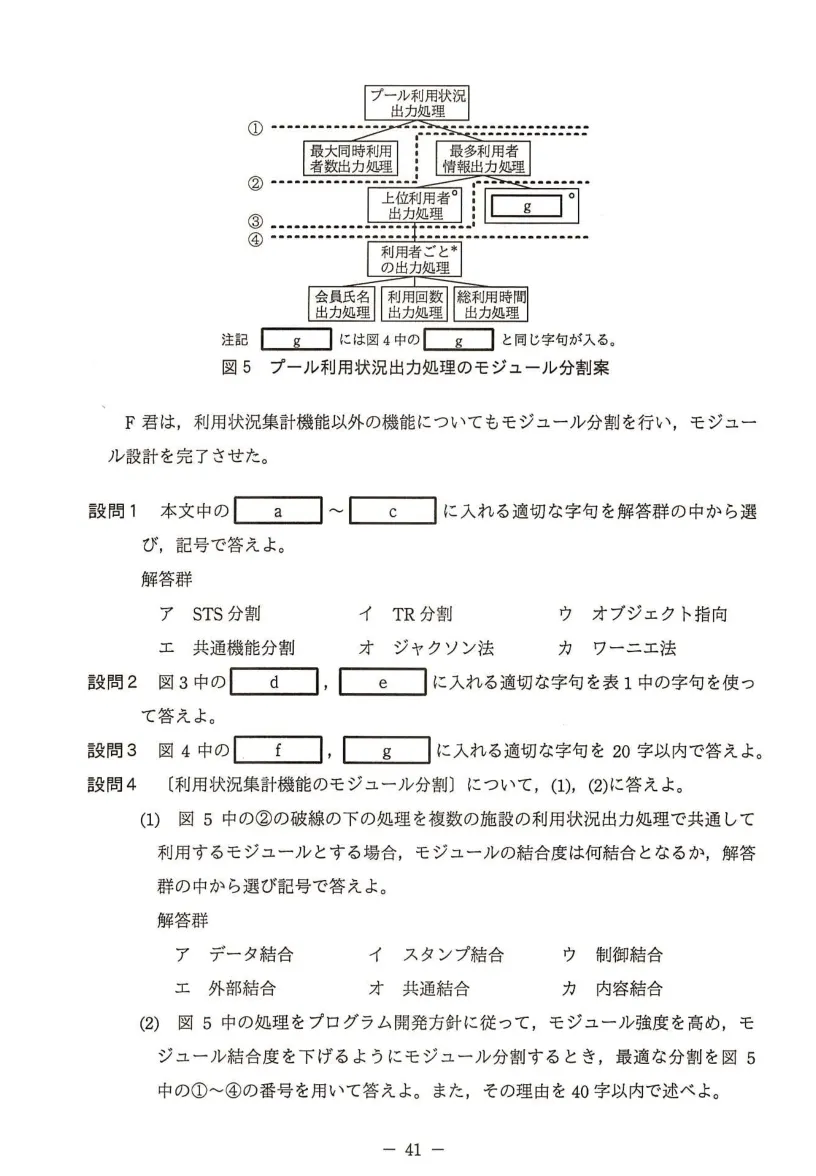 プール利用状況
出力処理
①
最大同時利用
者数出力処理
最多利用者
情報出力処理
②
上位利用者°
出力処理
g °
③
④
利用者ごと*
の出力処理
会員氏名
出力処理
利用回数
出力処理
総利用時間
出力処理
注記 g には図4中の g と同じ字句が入る。
図5 プール利用状況出力処理のモジュール分割案
F 君は,利用状況集計機能以外の機能についてもモジュール分割を行い,モジュー
ル設計を完了させた。
設問1 本文中の a ~ c に入れる適切な字句を解答群の中から選
び,記号で答えよ。
解答群
ア STS 分割 イ TR 分割 ウ オブジェクト指向
エ 共通機能分割 オ ジャクソン法 カ ワーニエ法
設問2 図3中の d , e に入れる適切な字句を表1中の字句を使っ
て答えよ。
設問3 図4中の f , g に入れる適切な字句を 20 字以内で答えよ。
設問4 〔利用状況集計機能のモジュール分割〕について,(1),(2)に答えよ。
(1) 図 5 中の②の破線の下の処理を複数の施設の利用状況出力処理で共通して
利用するモジュールとする場合,モジュールの結合度は何結合となるか,解答
群の中から選び記号で答えよ。
解答群
ア データ結合 イ スタンプ結合 ウ 制御結合
エ 外部結合 オ 共通結合 カ 内容結合
(2) 図 5 中の処理をプログラム開発方針に従って,モジュール強度を高め,モ
ジュール結合度を下げるようにモジュール分割するとき,最適な分割を図 5
中の①~④の番号を用いて答えよ。また,その理由を 40 字以内で述べよ。
- 41 -